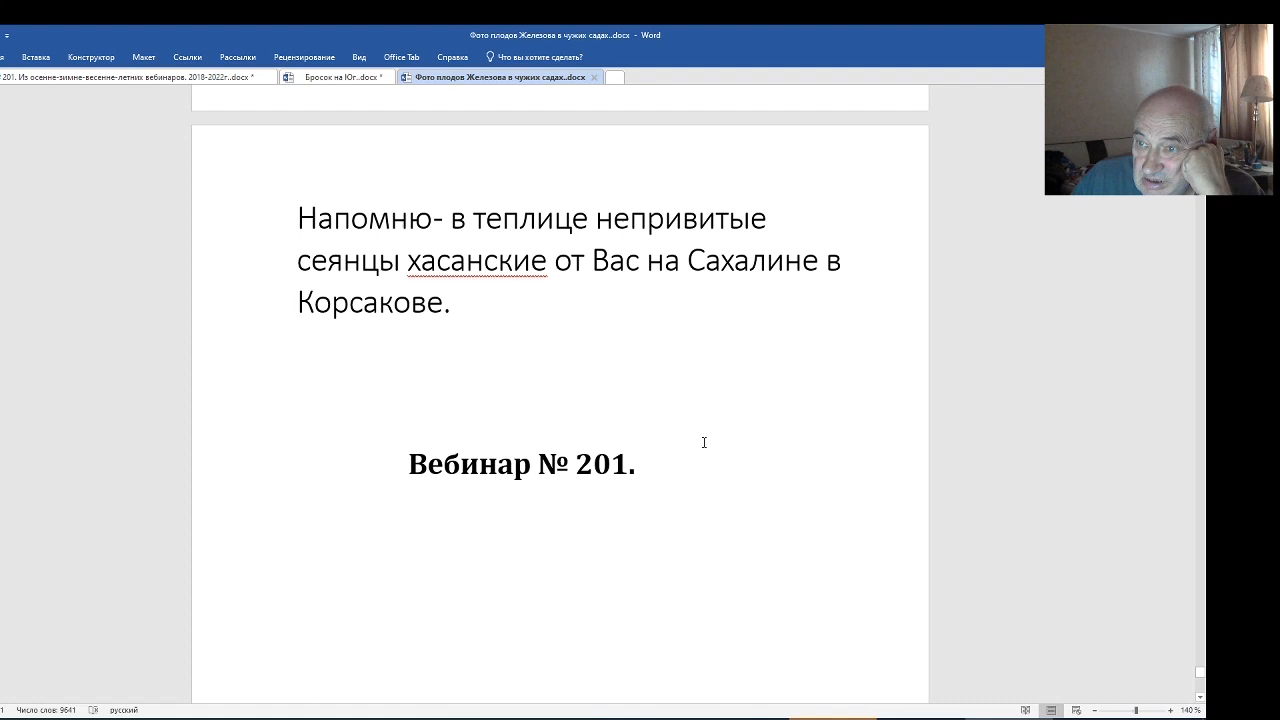 Фото плодов Железова в чужих садах..docx - Word
Вставка Конструктор Макет Ссылки Рассылки Рецензирование Вид Office Tab Справка Что вы хотите сделать?
201. Из осенне-зимне-весенне-летних вебинаров. 2018-2022г..docx * Бросок на Юг..docx * Фото плодов Железова в чужих садах..docx
Напомню- в теплице непривитые
сеянцы хасанские от Вас на Сахалине в
Корсакове.
Вебинар № 201.
1 Число слов: 9641 русский 140 %